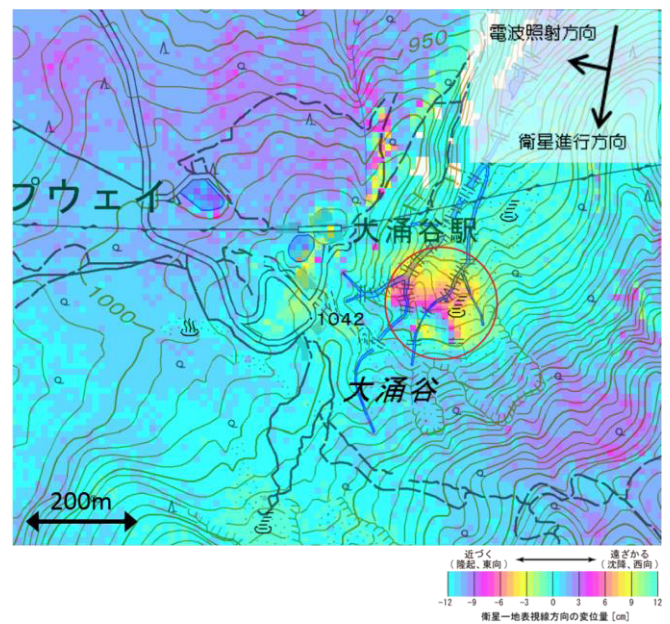 950
電波照射方向
衛星進行方向
フウェイ
大涌谷駅
1000
1042
大涌谷
200m
近づく
(隆起、東向)
遠ざかる
(沈降、西向)
-12 -9 -6 -3 0 3 6 9 12
衛星－地表視線方向の変位量 [cm]